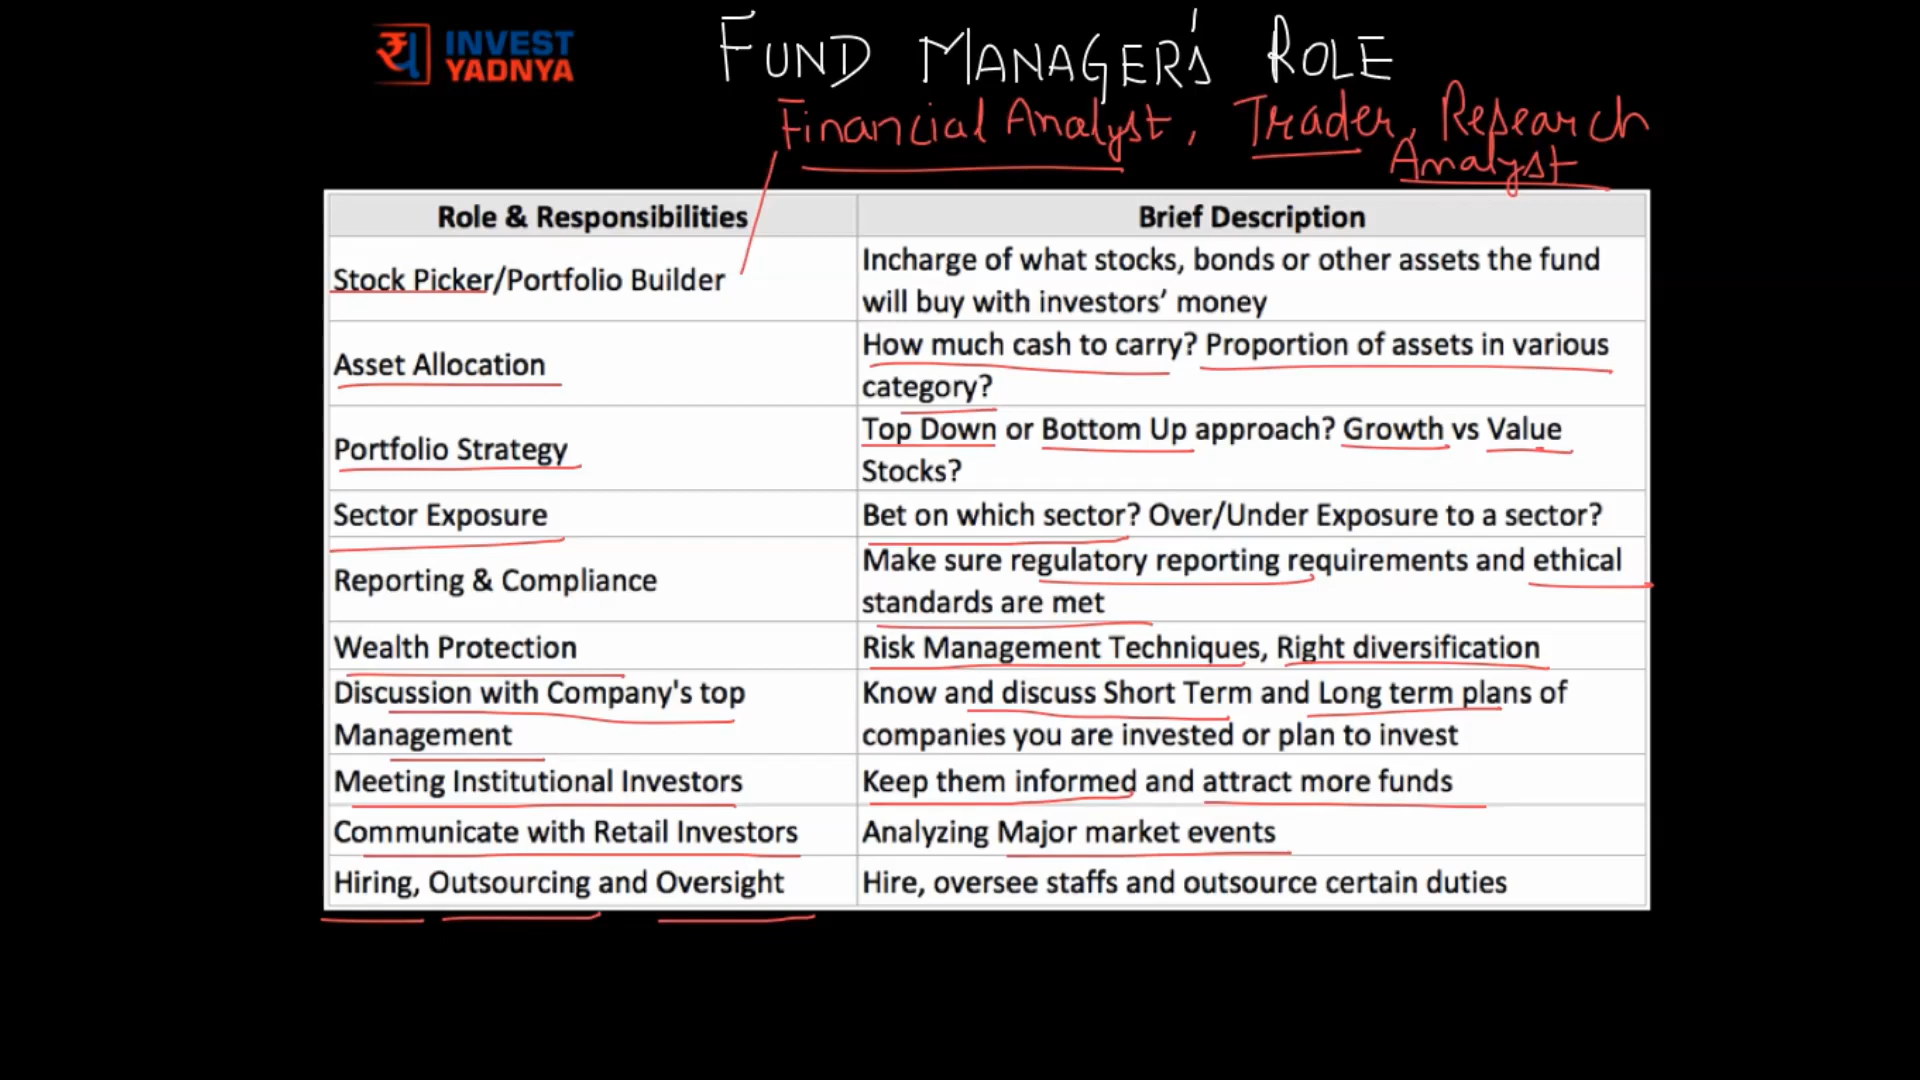 INVEST
YADNYA
FUND MANAGER'S ROLE
Financial Analyst, Trader, Research
Analyst
Role & Responsibilities
Brief Description
Stock Picker/Portfolio Builder
Incharge of what stocks, bonds or other assets the fund
will buy with investors' money
Asset Allocation
How much cash to carry? Proportion of assets in various
category?
Portfolio Strategy
Top Down or Bottom Up approach? Growth vs Value
Stocks?
Sector Exposure
Bet on which sector? Over/Under Exposure to a sector?
Reporting & Compliance
Make sure regulatory reporting requirements and ethical
standards are met
Wealth Protection
Risk Management Techniques, Right diversification
Discussion with Company's top
Management
Know and discuss Short Term and Long term plans of
companies you are invested or plan to invest
Meeting Institutional Investors
Keep them informed and attract more funds
Communicate with Retail Investors
Analyzing Major market events
Hiring, Outsourcing and Oversight
Hire, oversee staffs and outsource certain duties